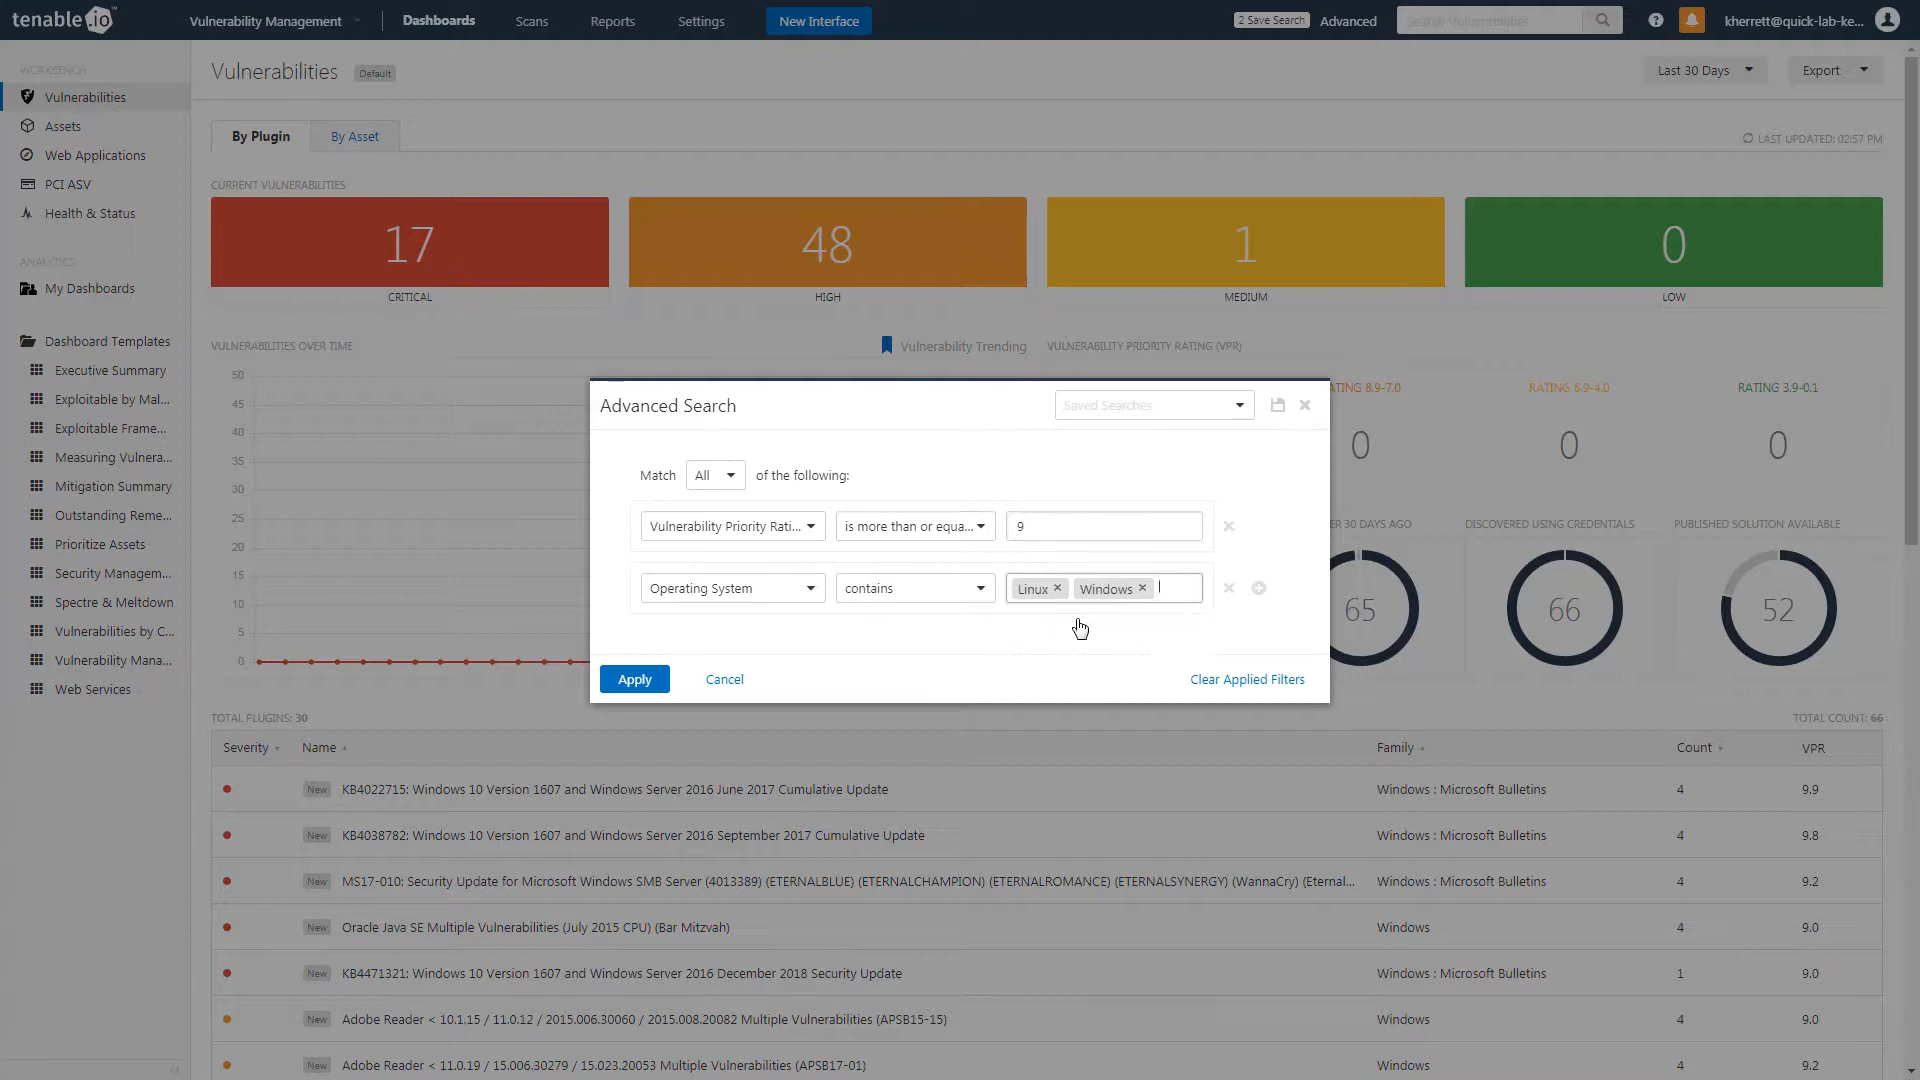 tenable.io
Vulnerability Management
Dashboards
Scans
Reports
Settings
New Interface
2 Save Search
Advanced
Search Vulnerabilities
kherrett@quick-lab-ke...
WORKBENCH
Vulnerabilities
Assets
Web Applications
PCI ASV
Health & Status
ANALYTICS
My Dashboards
Dashboard Templates
Executive Summary
Exploitable by Mal...
Exploitable Frame...
Measuring Vulnera...
Mitigation Summary
Outstanding Reme...
Prioritize Assets
Security Managem...
Spectre & Meltdown
Vulnerabilities by C...
Vulnerability Mana...
Web Services
Vulnerabilities
Default
Last 30 Days
Export
By Plugin
By Asset
LAST UPDATED: 02:57 PM
CURRENT VULNERABILITIES
17
CRITICAL
48
HIGH
1
MEDIUM
0
LOW
VULNERABILITIES OVER TIME
Vulnerability Trending
VULNERABILITY PRIORITY RATING (VPR)
50
45
40
35
30
25
20
15
10
5
0
ATING 8.9-7.0
RATING 6.9-4.0
RATING 3.9-0.1
0
0
0
ER 30 DAYS AGO
DISCOVERED USING CREDENTIALS
PUBLISHED SOLUTION AVAILABLE
65
66
52
Advanced Search
Saved Searches
Match All of the following:
Vulnerability Priority Rati...
is more than or equa...
9
Operating System
contains
Linux
Windows
Apply
Cancel
Clear Applied Filters
TOTAL PLUGINS: 30
TOTAL COUNT: 66
Severity Name Family Count VPR
New KB4022715: Windows 10 Version 1607 and Windows Server 2016 June 2017 Cumulative Update Windows : Microsoft Bulletins 4 9.9
New KB4038782: Windows 10 Version 1607 and Windows Server 2016 September 2017 Cumulative Update Windows : Microsoft Bulletins 4 9.8
New MS17-010: Security Update for Microsoft Windows SMB Server (4013389) (ETERNALBLUE) (ETERNALCHAMPION) (ETERNALROMANCE) (ETERNALSYNERGY) (WannaCry) (Eternal... Windows : Microsoft Bulletins 4 9.2
New Oracle Java SE Multiple Vulnerabilities (July 2015 CPU) (Bar Mitzvah) Windows 4 9.0
New KB4471321: Windows 10 Version 1607 and Windows Server 2016 December 2018 Security Update Windows : Microsoft Bulletins 1 9.0
New Adobe Reader < 10.1.15 / 11.0.12 / 2015.006.30060 / 2015.008.20082 Multiple Vulnerabilities (APSB15-15) Windows 4 9.0
New Adobe Reader < 11.0.19 / 15.006.30279 / 15.023.20053 Multiple Vulnerabilities (APSB17-01) Windows 4 9.2